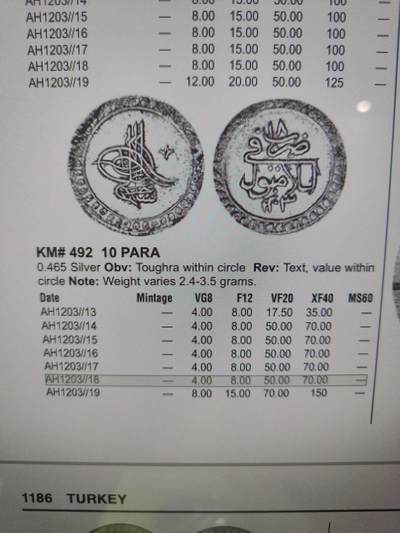 AH1203//14 — 8.00 15.00 50.00 100 —
AH1203//15 — 8.00 15.00 50.00 100 —
AH1203//16 — 8.00 15.00 50.00 100 —
AH1203//17 — 8.00 15.00 50.00 100 —
AH1203//18 — 8.00 15.00 50.00 100 —
AH1203//19 — 12.00 20.00 50.00 125 —
١٨
ضرب
في
اسلامبول
١٢٠٣
KM# 492 10 PARA
0.465 Silver Obv: Toughra within circle Rev: Text, value within
circle Note: Weight varies 2.4-3.5 grams.
Date Mintage VG8 F12 VF20 XF40 MS60
AH1203//13 — 4.00 8.00 17.50 35.00 —
AH1203//14 — 4.00 8.00 50.00 70.00 —
AH1203//15 — 4.00 8.00 50.00 70.00 —
AH1203//16 — 4.00 8.00 50.00 70.00 —
AH1203//17 — 4.00 8.00 50.00 70.00 —
AH1203//18 — 4.00 8.00 50.00 70.00 —
AH1203//19 — 8.00 15.00 70.00 150 —
1186 TURKEY